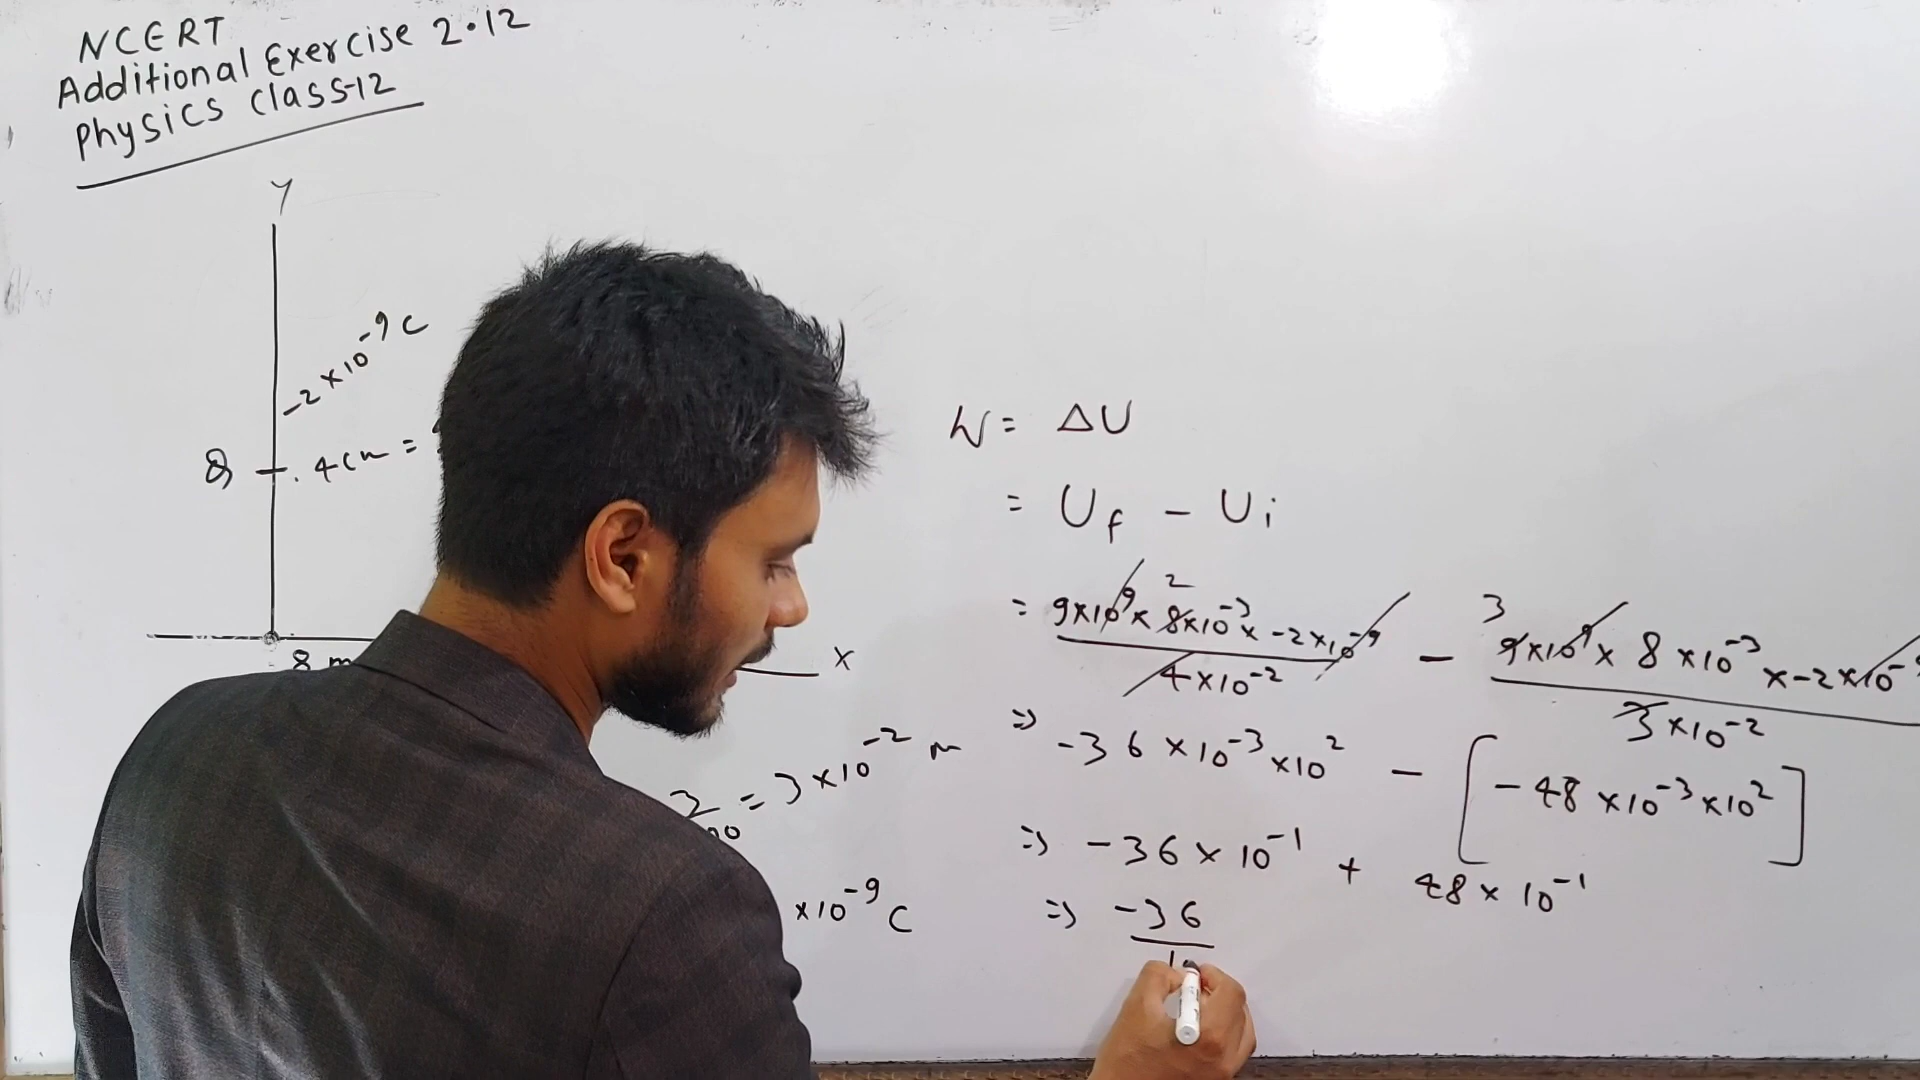 NCERT
Additional Exercise 2.12
Physics Class-12
Y
-2×10⁻⁹ C
Q . 4cm =
8 m
X
= 3×10⁻² m
×10⁻⁹ C
W = ΔU
= U_f - U_i
= 9×10⁹ × 8×10⁻³ × -2×10⁻⁹ / 4×10⁻² - 9×10⁹ × 8×10⁻³ × -2×10⁻⁹ / 3×10⁻²
2
3
⇒ -36×10⁻³×10² - [-48×10⁻³×10²]
⇒ -36×10⁻¹ + 48×10⁻¹
⇒ -36